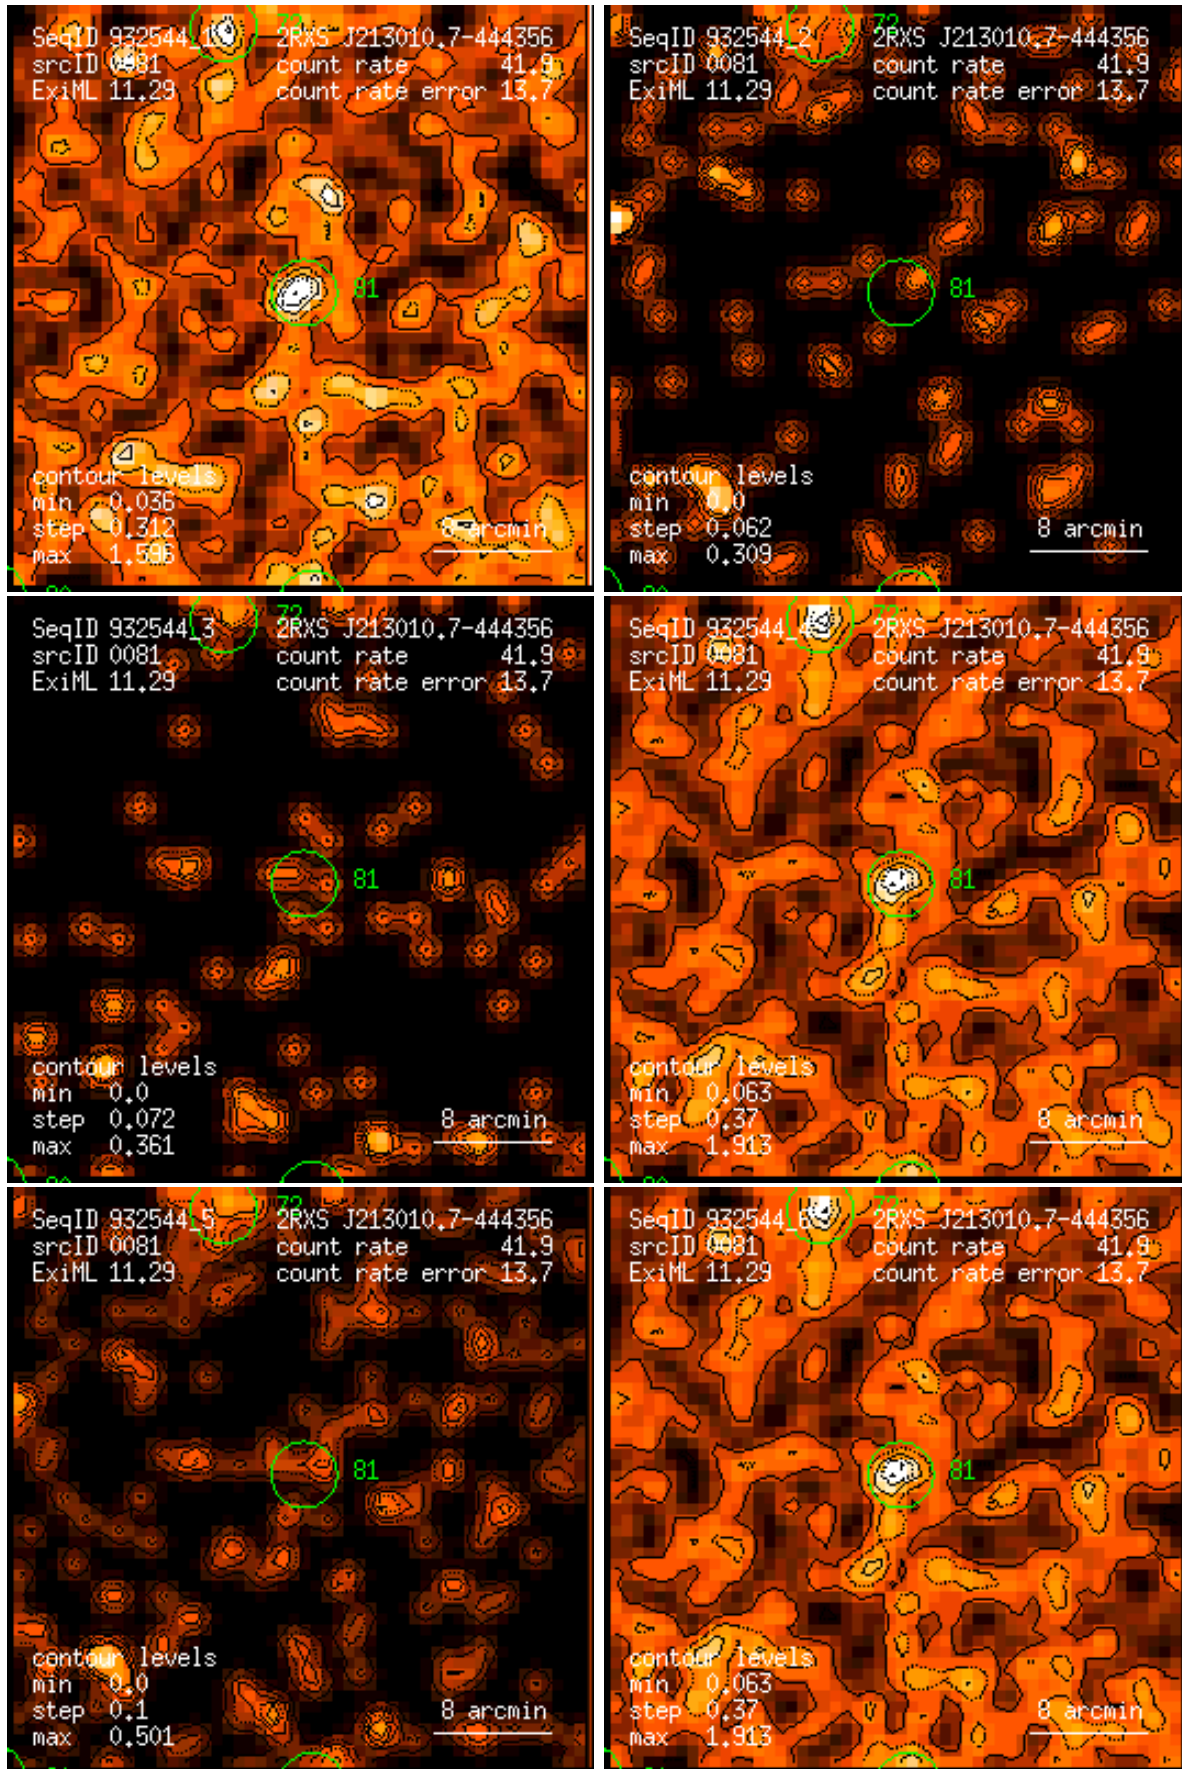 72
SeqID 932544_1 2RXS J213010.7-444356
srcID 0081 count rate 41.9
ExiML 11.29 count rate error 13.7
81
contour levels
min 0.036
step 0.312 8 arcmin
max 1.596
72
SeqID 932544_2 2RXS J213010.7-444356
srcID 0081 count rate 41.9
ExiML 11.29 count rate error 13.7
81
contour levels
min 0.0
step 0.062 8 arcmin
max 0.309
72
SeqID 932544_3 2RXS J213010.7-444356
srcID 0081 count rate 41.9
ExiML 11.29 count rate error 13.7
81
contour levels
min 0.0
step 0.072 8 arcmin
max 0.361
72
SeqID 932544_4 2RXS J213010.7-444356
srcID 0081 count rate 41.9
ExiML 11.29 count rate error 13.7
81
contour levels
min 0.063
step 0.37 8 arcmin
max 1.913
72
SeqID 932544_5 2RXS J213010.7-444356
srcID 0081 count rate 41.9
ExiML 11.29 count rate error 13.7
81
contour levels
min 0.0
step 0.1 8 arcmin
max 0.501
72
SeqID 932544_6 2RXS J213010.7-444356
srcID 0081 count rate 41.9
ExiML 11.29 count rate error 13.7
81
contour levels
min 0.063
step 0.37 8 arcmin
max 1.913